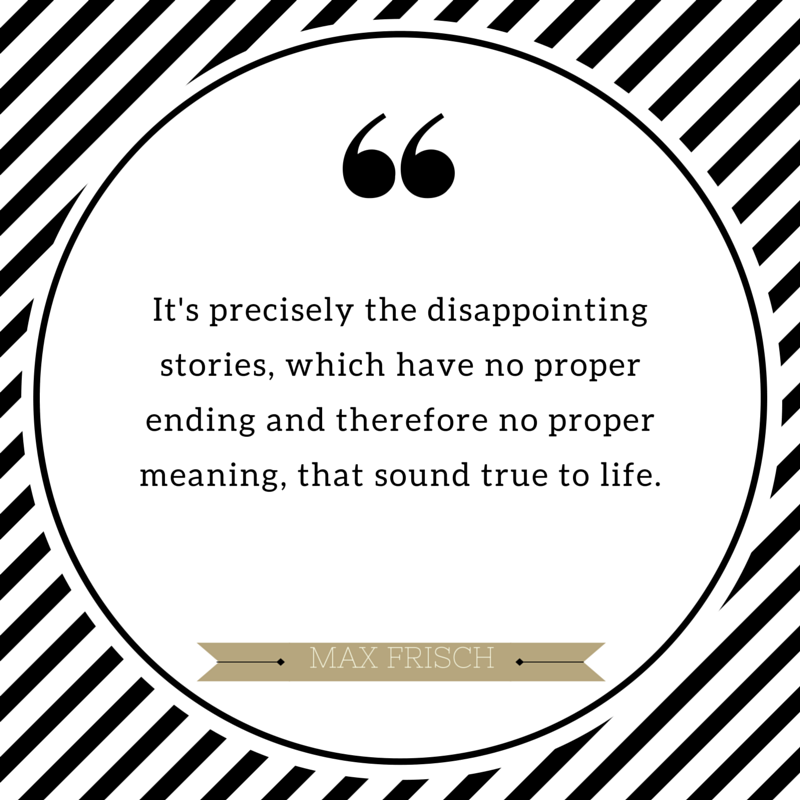 “
It's precisely the disappointing
stories, which have no proper
ending and therefore no proper
meaning, that sound true to life.
MAX FRISCH